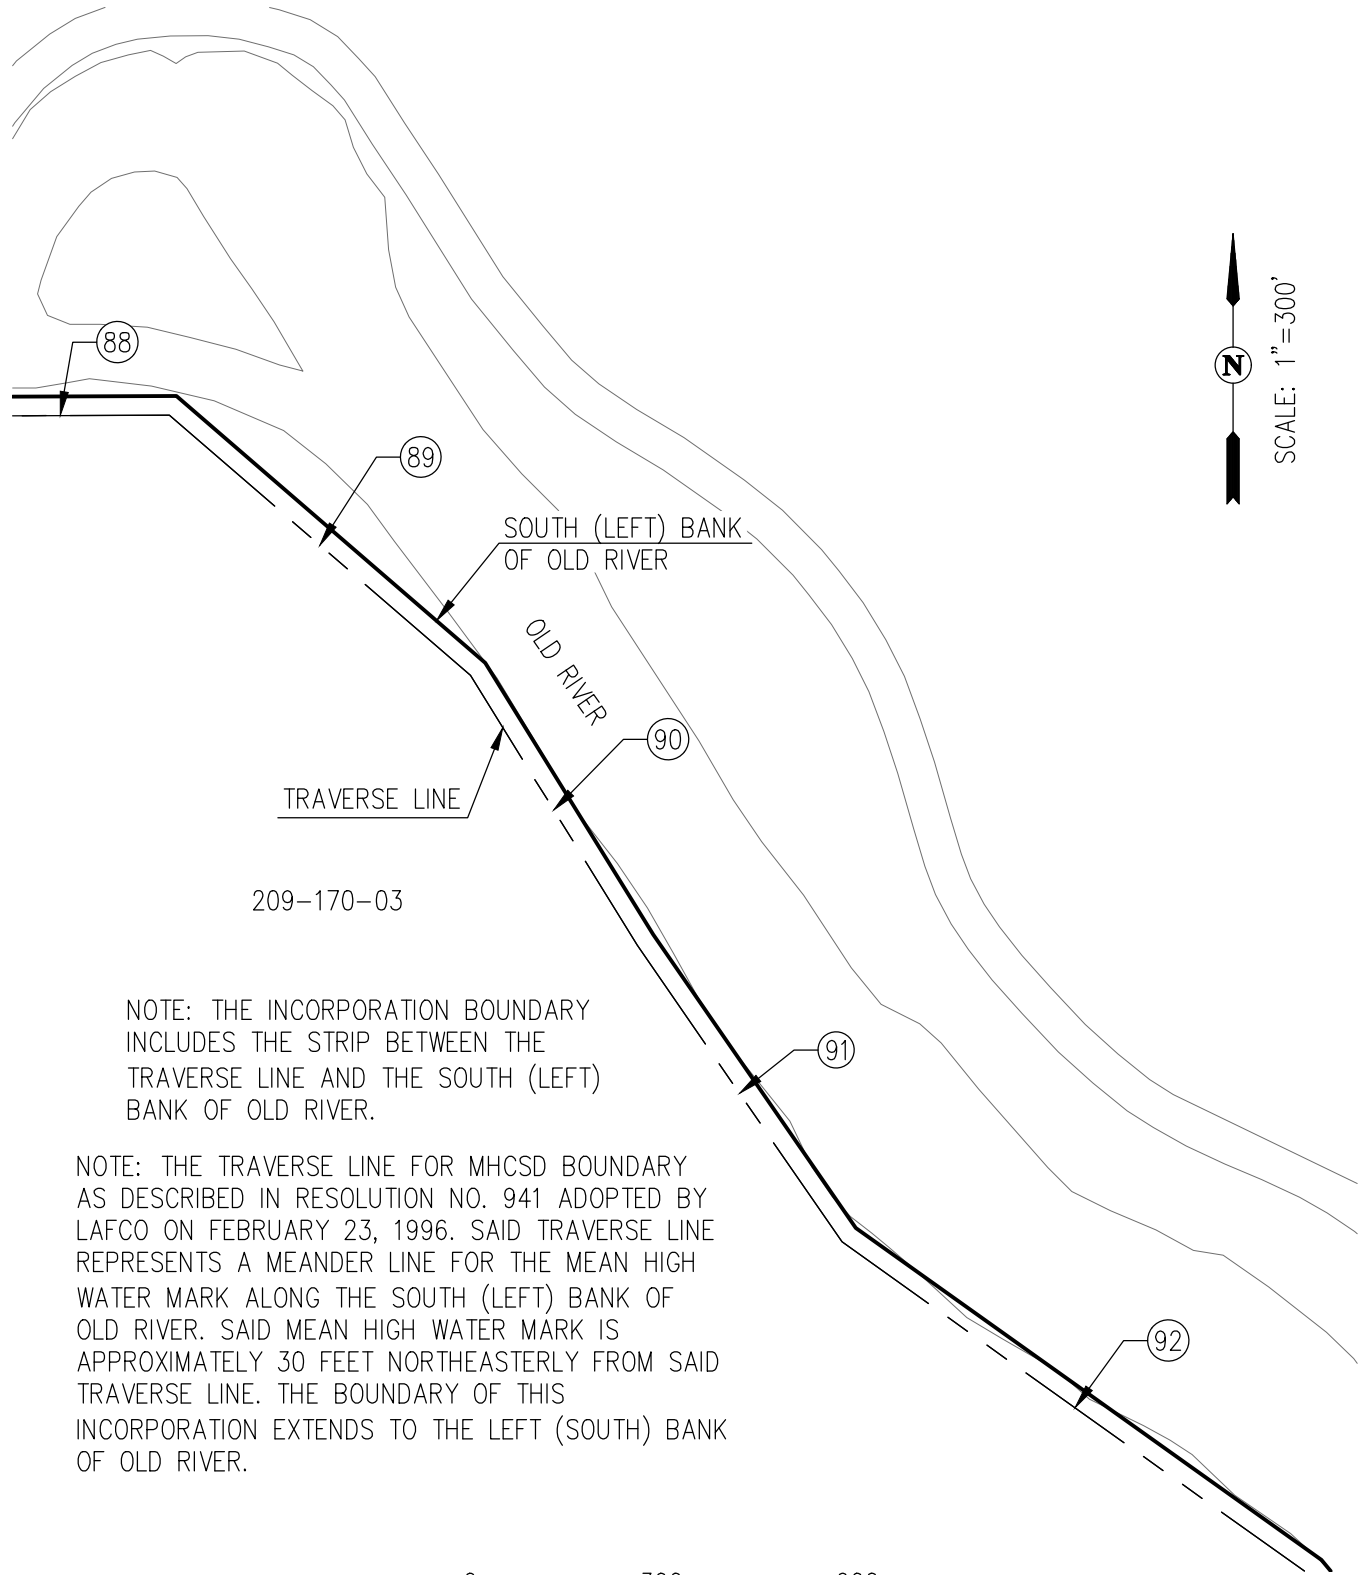 88
89
SOUTH (LEFT) BANK
OF OLD RIVER
N
SCALE: 1"=300'
OLD RIVER
90
TRAVERSE LINE
209-170-03
NOTE: THE INCORPORATION BOUNDARY
INCLUDES THE STRIP BETWEEN THE
TRAVERSE LINE AND THE SOUTH (LEFT)
BANK OF OLD RIVER.
91
NOTE: THE TRAVERSE LINE FOR MHCSD BOUNDARY
AS DESCRIBED IN RESOLUTION NO. 941 ADOPTED BY
LAFCO ON FEBRUARY 23, 1996. SAID TRAVERSE LINE
REPRESENTS A MEANDER LINE FOR THE MEAN HIGH
WATER MARK ALONG THE SOUTH (LEFT) BANK OF
OLD RIVER. SAID MEAN HIGH WATER MARK IS
APPROXIMATELY 30 FEET NORTHEASTERLY FROM SAID
TRAVERSE LINE. THE BOUNDARY OF THIS
INCORPORATION EXTENDS TO THE LEFT (SOUTH) BANK
OF OLD RIVER.
92